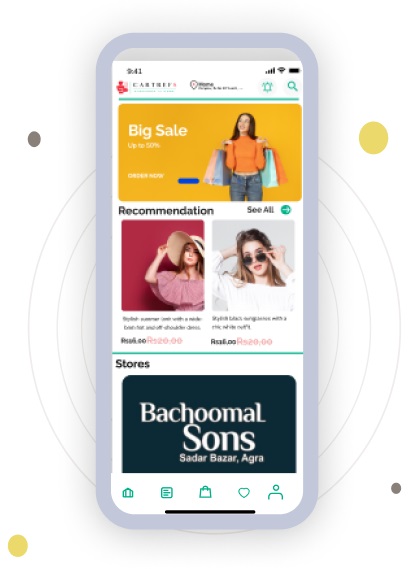 9:41
CARTREFS
Home
Big Sale
Up to 50%
ORDER NOW
Recommendation
See All
Stylish summer look with a wide-
brim hat and off-shoulder dress.
Rs16.00 Rs20.00
Stylish black sunglasses with a
chic white outfit.
Rs16.00 Rs20.00
Stores
Bachoomal
Sons
Sadar Bazar, Agra